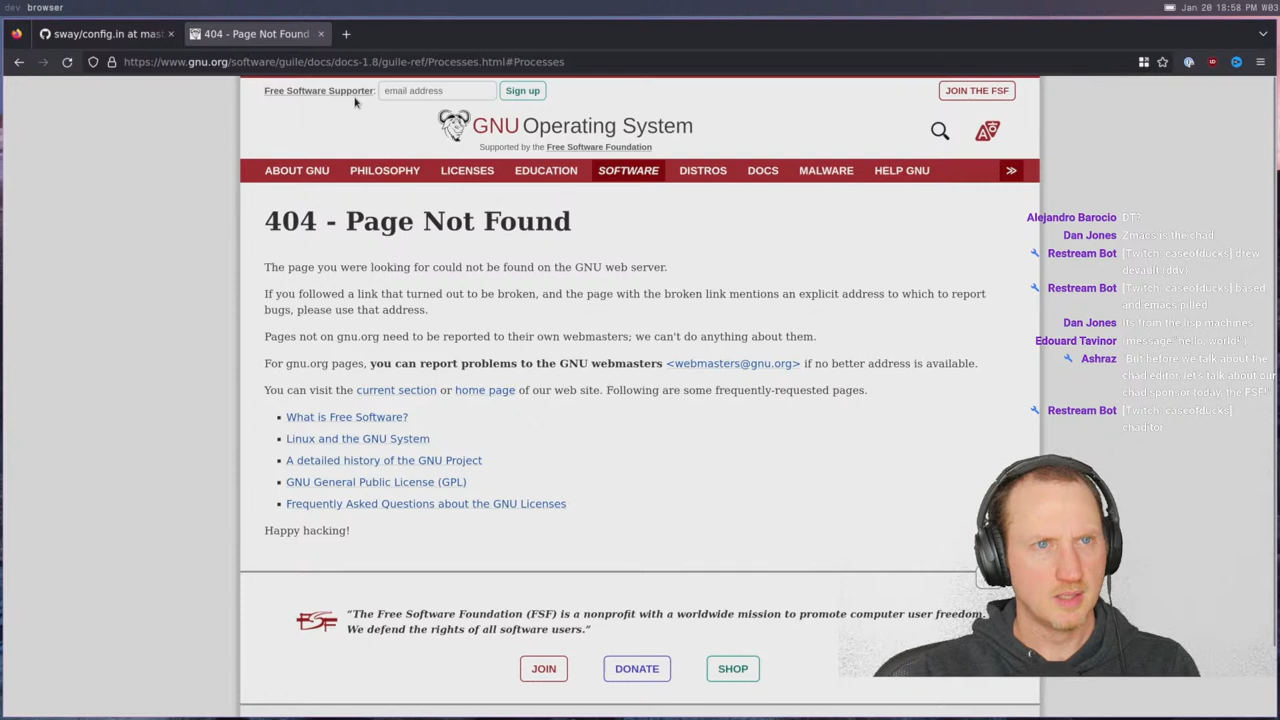 dev browser
Jan 20 18:58 PM W03
sway/config.in at mast
404 - Page Not Found
https://www.gnu.org/software/guile/docs/docs-1.8/guile-ref/Processes.html#Processes
Free Software Supporter:
email address
Sign up
JOIN THE FSF
GNU Operating System
Supported by the Free Software Foundation
ABOUT GNU PHILOSOPHY LICENSES EDUCATION SOFTWARE DISTROS DOCS MALWARE HELP GNU
404 - Page Not Found
The page you were looking for could not be found on the GNU web server.
If you followed a link that turned out to be broken, and the page with the broken link mentions an explicit address to which to report
bugs, please use that address.
Pages not on gnu.org need to be reported to their own webmasters; we can't do anything about them.
For gnu.org pages, you can report problems to the GNU webmasters <webmasters@gnu.org> if no better address is available.
You can visit the current section or home page of our web site. Following are some frequently-requested pages.
What is Free Software?
Linux and the GNU System
A detailed history of the GNU Project
GNU General Public License (GPL)
Frequently Asked Questions about the GNU Licenses
Happy hacking!
Alejandro Barocio DT?
Dan Jones Zmacs is the chad
Restream Bot [Twitch: caseofducks] drew
devault (ddv)
Restream Bot [Twitch: caseofducks] based
and emacs pilled
Dan Jones Its from the lisp machines
Edouard Tavinor (message: hello, world! )
Ashraz But before we talk about the
chad editor, let's talk about our
chad sponsor today, the FSF!
Restream Bot [Twitch: caseofducks]
chaditor
FSF
“The Free Software Foundation (FSF) is a nonprofit with a worldwide mission to promote computer user freedom.
We defend the rights of all software users.”
JOIN
DONATE
SHOP